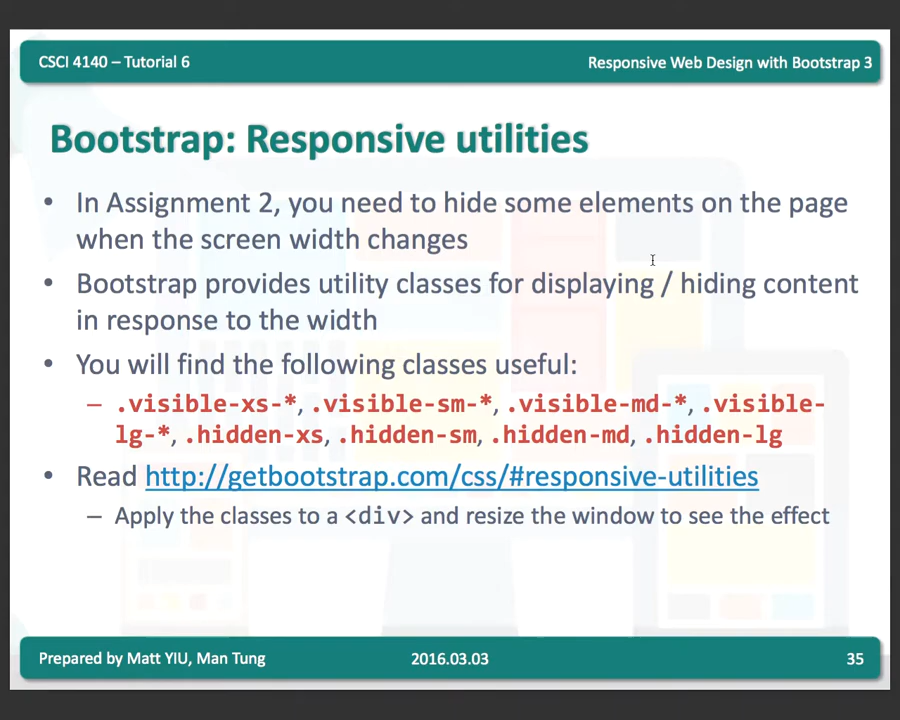 CSCI 4140 – Tutorial 6
Responsive Web Design with Bootstrap 3
Bootstrap: Responsive utilities
• In Assignment 2, you need to hide some elements on the page
when the screen width changes
• Bootstrap provides utility classes for displaying / hiding content
in response to the width
• You will find the following classes useful:
– .visible-xs-*, .visible-sm-*, .visible-md-*, .visible-
lg-*, .hidden-xs, .hidden-sm, .hidden-md, .hidden-lg
• Read http://getbootstrap.com/css/#responsive-utilities
– Apply the classes to a <div> and resize the window to see the effect
Prepared by Matt YIU, Man Tung
2016.03.03
35